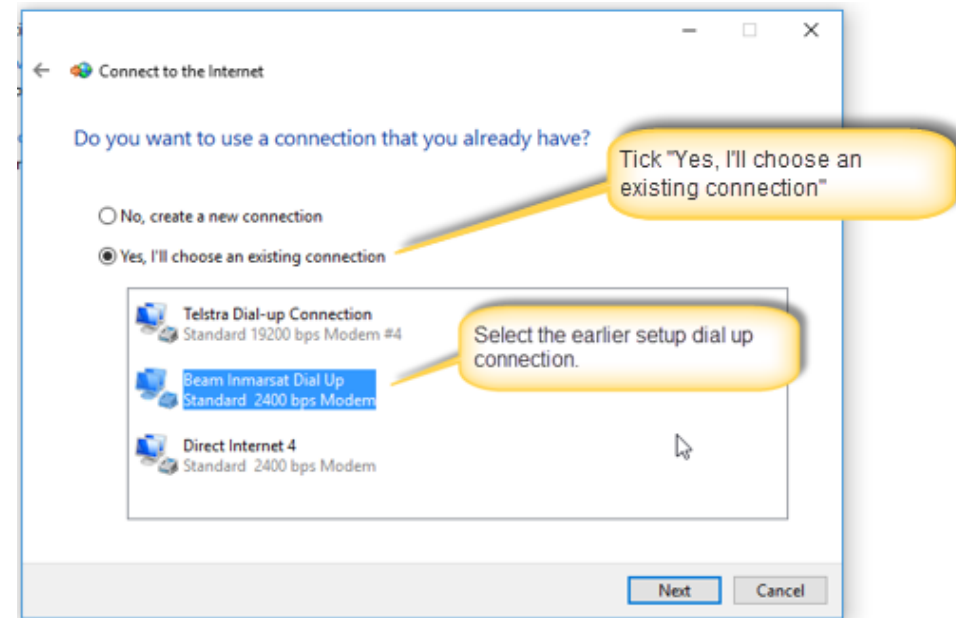 Connect to the Internet
Do you want to use a connection that you already have?
Tick "Yes, I'll choose an
existing connection"
No, create a new connection
Yes, I'll choose an existing connection
Telstra Dial-up Connection
Standard 19200 bps Modem #4
Select the earlier setup dial up
connection.
Beam Inmarsat Dial Up
Standard 2400 bps Modem
Direct Internet 4
Standard 2400 bps Modem
Next
Cancel